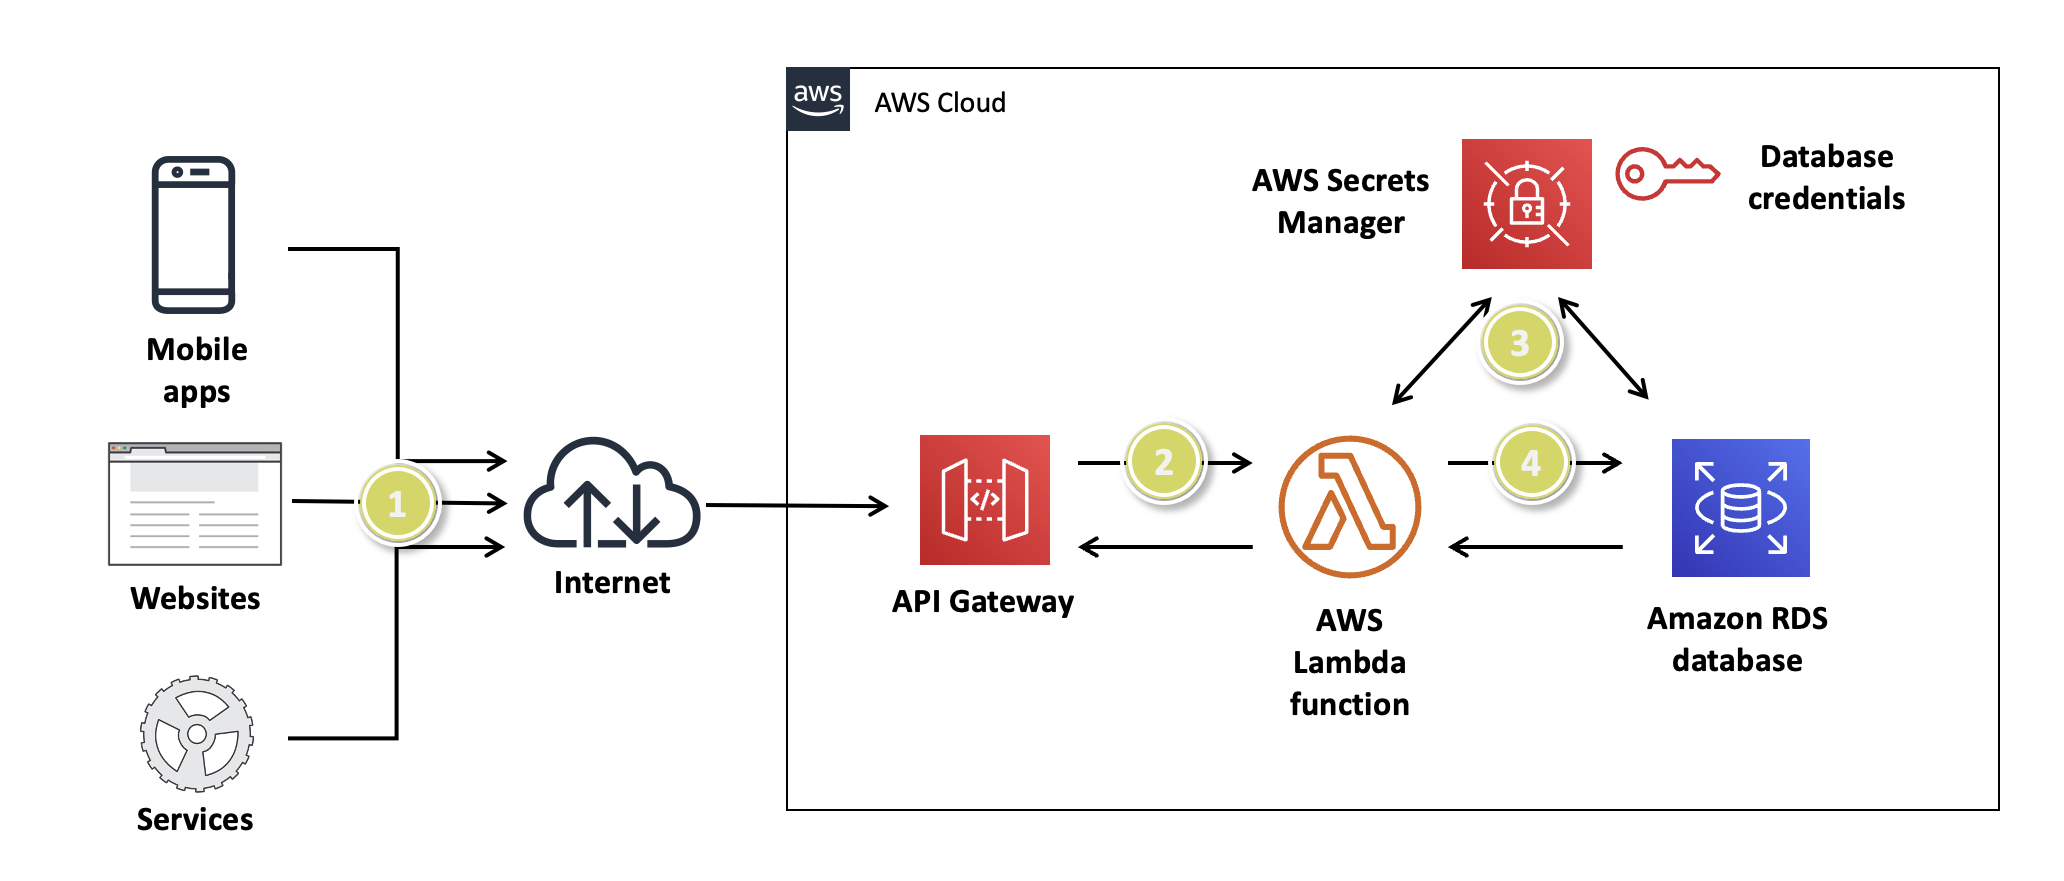 aws
AWS Cloud
AWS Secrets
Manager
Database
credentials
Mobile
apps
Websites
Services
1
Internet
API Gateway
2
3
4
AWS
Lambda
function
Amazon RDS
database